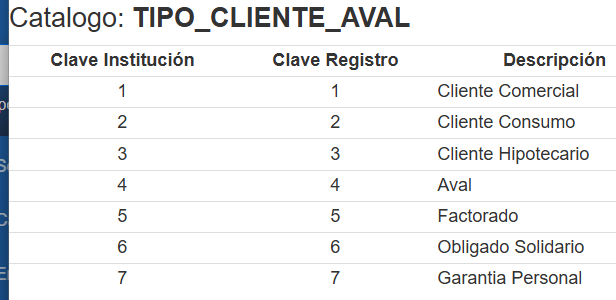 Catalogo: TIPO_CLIENTE_AVAL
Clave Institución Clave Registro Descripción
1 1 Cliente Comercial
2 2 Cliente Consumo
3 3 Cliente Hipotecario
4 4 Aval
5 5 Factorado
6 6 Obligado Solidario
7 7 Garantia Personal